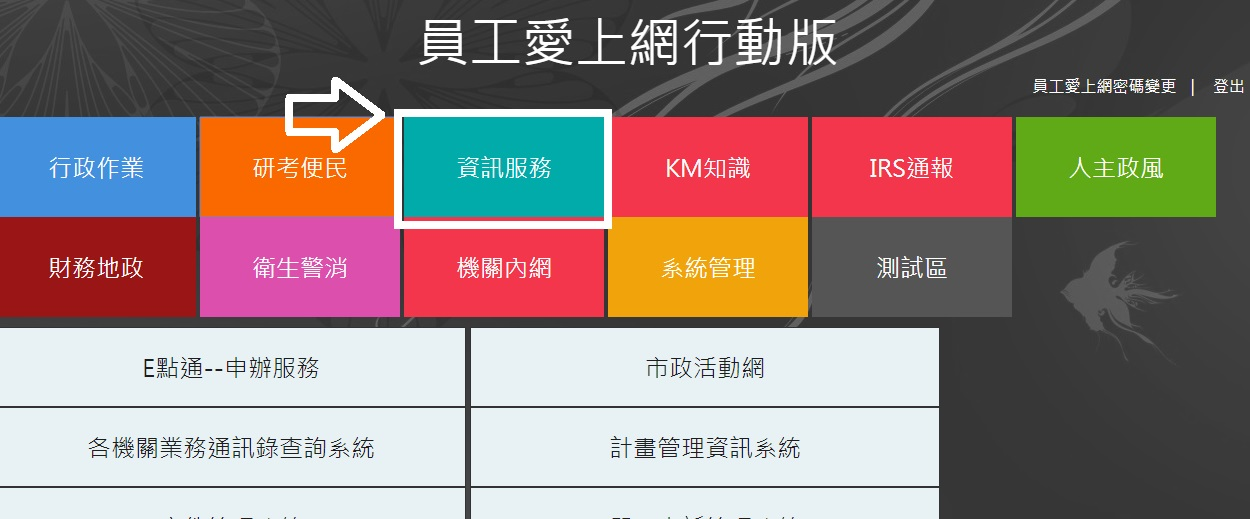 員工愛上網行動版
員工愛上網密碼變更 | 登出
行政作業 研考便民 資訊服務 KM知識 IRS通報 人主政風
財務地政 衛生警消 機關內網 系統管理 測試區
E點通--申辦服務 市政活動網
各機關業務通訊錄查詢系統 計畫管理資訊系統